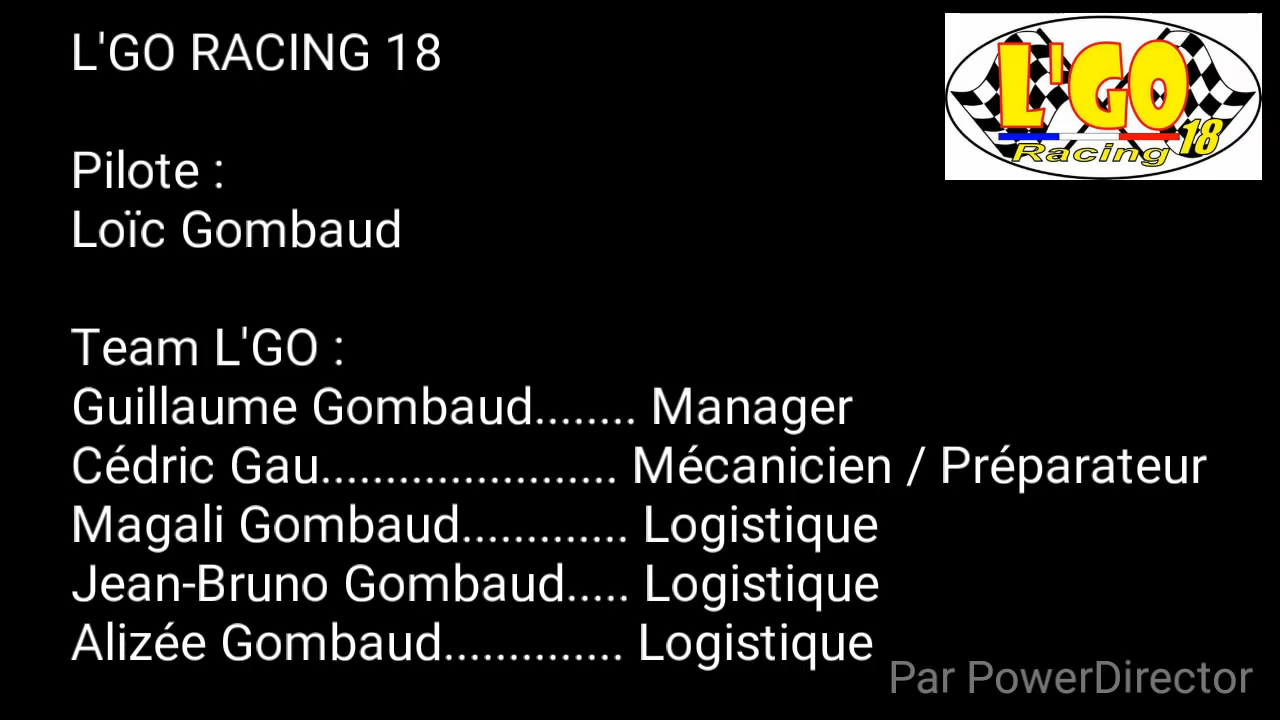 L'GO RACING 18
L'GO
18
Racing
Pilote :
Loïc Gombaud
Team L'GO :
Guillaume Gombaud........ Manager
Cédric Gau....................... Mécanicien / Préparateur
Magali Gombaud............. Logistique
Jean-Bruno Gombaud..... Logistique
Alizée Gombaud.............. Logistique
Par PowerDirector